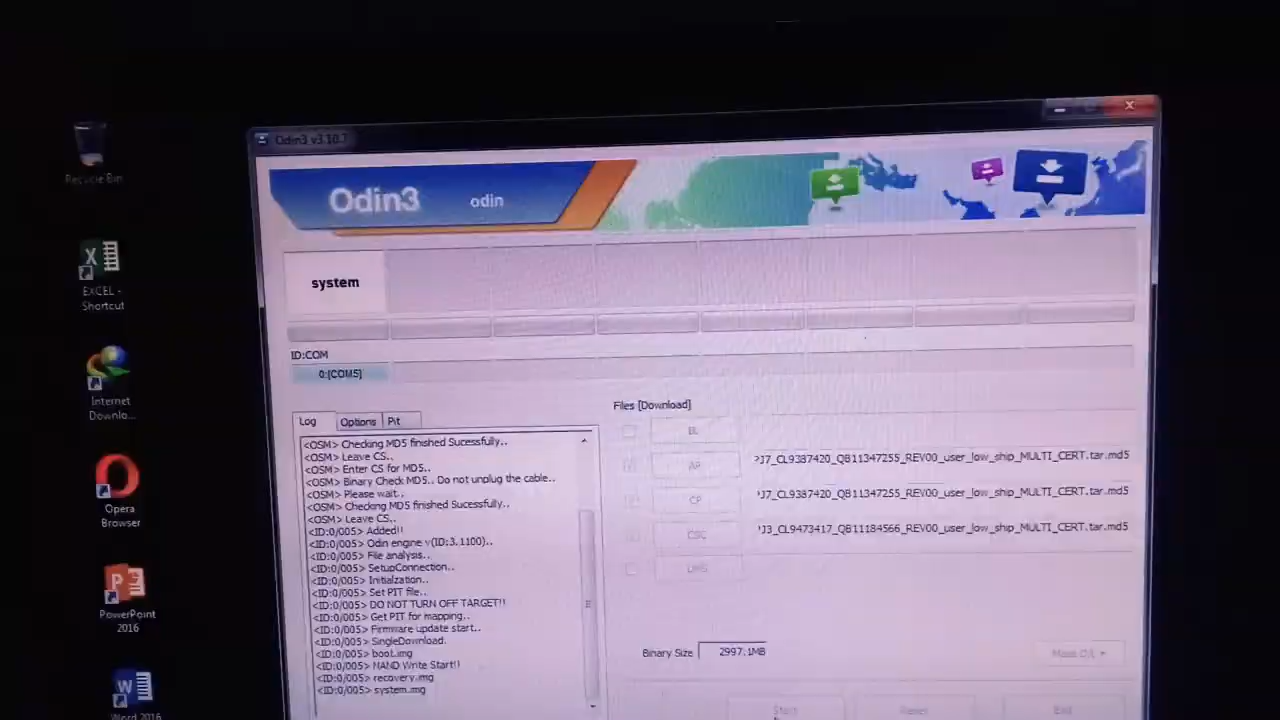 Recycle Bin
EXCEL -
Shortcut
Internet
Downlo...
Opera
Browser
PowerPoint
2016
Word 2016
Odin3 v3.10.7
Odin3
odin
system
ID:COM
0:[COM5]
Log
Options
Pit
<OSM> Checking MD5 finished Sucessfully..
<OSM> Leave CS..
<OSM> Enter CS for MD5..
<OSM> Binary Check MD5.. Do not unplug the cable..
<OSM> Please wait..
<OSM> Checking MD5 finished Sucessfully..
<OSM> Leave CS..
<ID:0/005> Added!!
<ID:0/005> Odin engine v(ID:3.1100)..
<ID:0/005> File analysis..
<ID:0/005> SetupConnection..
<ID:0/005> Initialzation..
<ID:0/005> Set PIT file..
<ID:0/005> DO NOT TURN OFF TARGET!!
<ID:0/005> Get PIT for mapping..
<ID:0/005> Firmware update start..
<ID:0/005> SingleDownload.
<ID:0/005> boot.img
<ID:0/005> NAND Write Start!!
<ID:0/005> recovery.img
<ID:0/005> system.img
Files [Download]
BL
AP
PJ7_CL9387420_QB11347255_REV00_user_low_ship_MULTI_CERT.tar.md5
CP
PJ7_CL9387420_QB11347255_REV00_user_low_ship_MULTI_CERT.tar.md5
CSC
PJ3_CL9473417_QB11184566_REV00_user_low_ship_MULTI_CERT.tar.md5
UMS
Binary Size
2997.1MB
Start
Reset
Exit